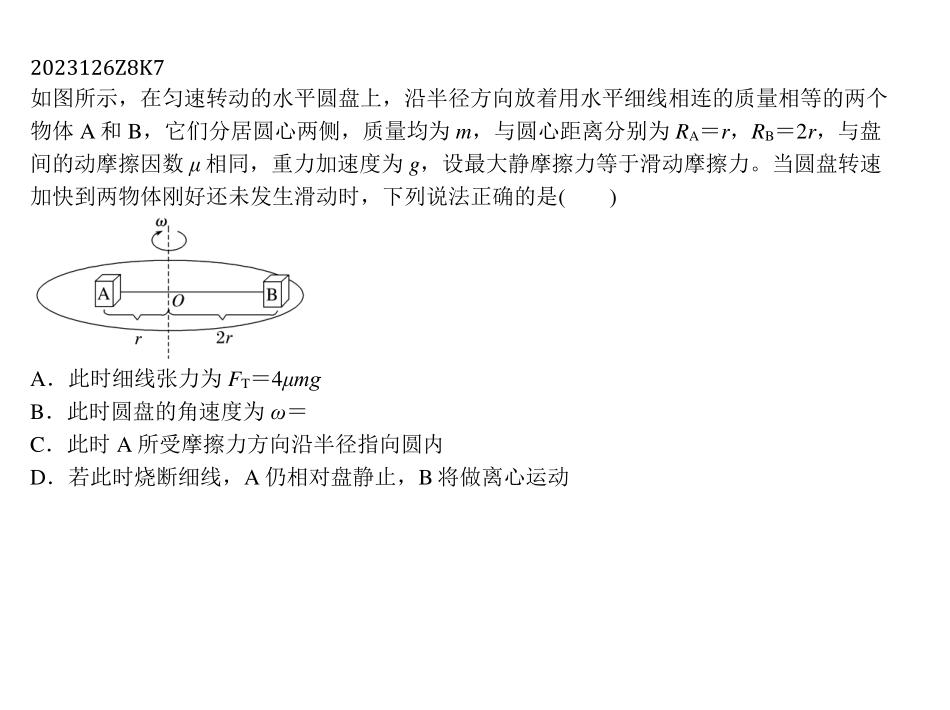 2023126Z8K7
如图所示，在匀速转动的水平圆盘上，沿半径方向放着用水平细线相连的质量相等的两个
物体 A 和 B，它们分居圆心两侧，质量均为 m，与圆心距离分别为 RA＝r，RB＝2r，与盘
间的动摩擦因数 μ 相同，重力加速度为 g，设最大静摩擦力等于滑动摩擦力。当圆盘转速
加快到两物体刚好还未发生滑动时，下列说法正确的是(　　)
ω
A
O
B
r
2r
A．此时细线张力为 FT＝4μmg
B．此时圆盘的角速度为 ω＝
C．此时 A 所受摩擦力方向沿半径指向圆内
D．若此时烧断细线，A 仍相对盘静止，B 将做离心运动